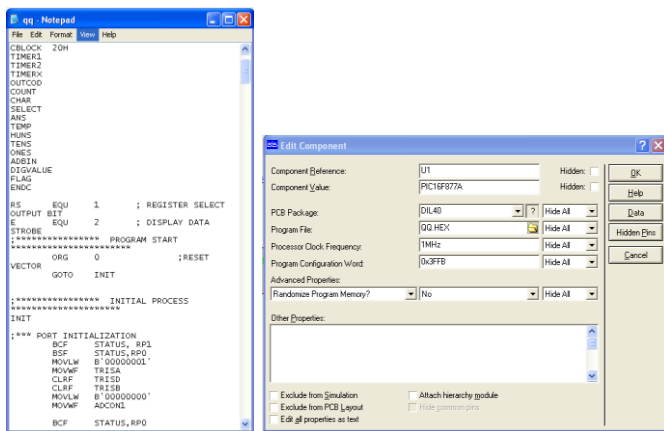 qq - Notepad
File Edit Format View Help
CBLOCK 20H
TIMER1
TIMER2
TIMERX
OUTCOD
COUNT
CHAR
SELECT
ANS
TEMP
HUNS
TENS
ONES
ADBIN
DIGVALUE
FLAG
ENDC
RS EQU 1 ; REGISTER SELECT
OUTPUT BIT
E EQU 2 ; DISPLAY DATA
STROBE
;**************** PROGRAM START
***********************
ORG 0 ;RESET
VECTOR
GOTO INIT
;**************** INITIAL PROCESS
*********************
INIT
;*** PORT INITIALIZATION
BCF STATUS, RP1
BSF STATUS,RP0
MOVLW B'00000001'
MOVWF TRISA
CLRF TRISD
CLRF TRISB
MOVLW B'00000000'
MOVWF ADCON1
BCF STATUS,RP0
Edit Component
Component Reference: U1 Hidden: OK
Component Value: PIC16F877A Hidden: Help
PCB Package: DIL40 ? Hide All Data
Program File: QQ.HEX Hide All Hidden Pins
Processor Clock Frequency: 1MHz Hide All Cancel
Program Configuration Word: 0x3FFB Hide All
Advanced Properties:
Randomize Program Memory? No Hide All
Other Properties:
Exclude from Simulation Attach hierarchy module
Exclude from PCB Layout Hide common pins
Edit all properties as text